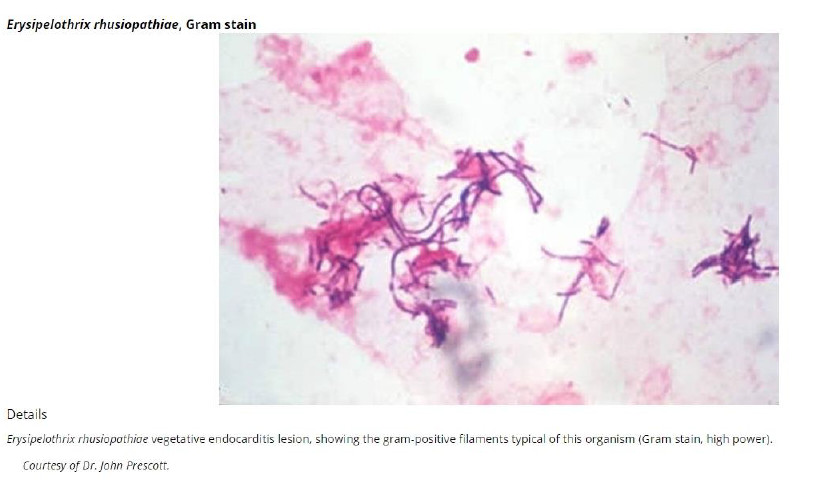 Erysipelothrix rhusiopathiae, Gram stain
Details
Erysipelothrix rhusiopathiae vegetative endocarditis lesion, showing the gram-positive filaments typical of this organism (Gram stain, high power).
Courtesy of Dr. John Prescott.